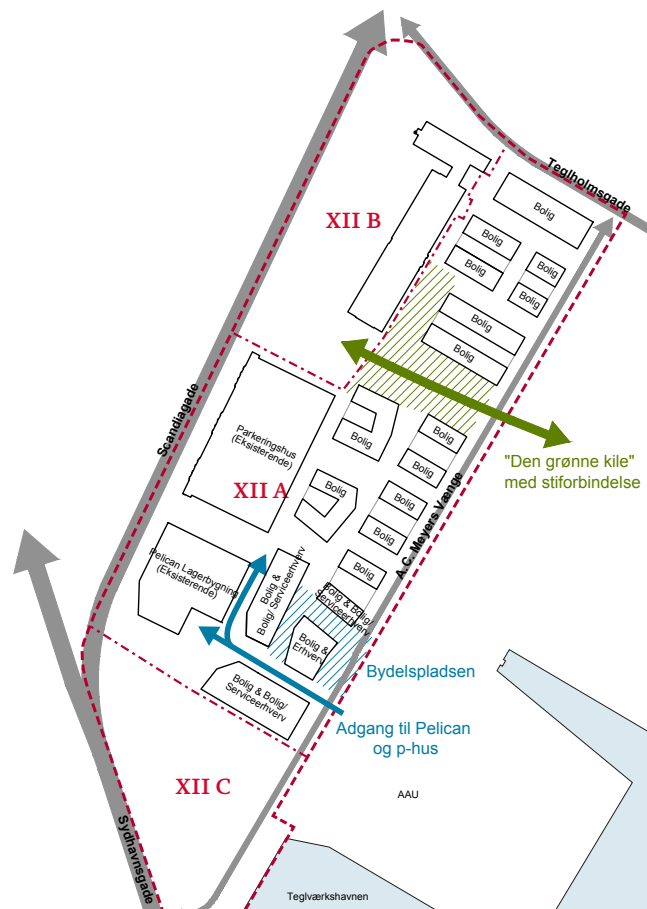 Teglholmsgade
Bolig
XII B
Bolig
Bolig
Bolig
Bolig
Bolig
Bolig
Scandiagade
Parkeringshus
(Eksisterende)
Bolig
Bolig
Bolig
"Den grønne kile"
med stiforbindelse
XII A
Bolig
Bolig
Bolig
A.C. Meyers Vænge
Pelican Lagerbygning
(Eksisterende)
Bolig &
Bolig/ Serviceerhverv
Bolig
Bolig & Bolig/
Serviceerhverv
Bolig &
Erhverv
Bydelspladsen
Bolig & Bolig/
Serviceerhverv
Adgang til Pelican
og p-hus
XII C
AAU
Sydhavnsgade
Teglværkshavnen